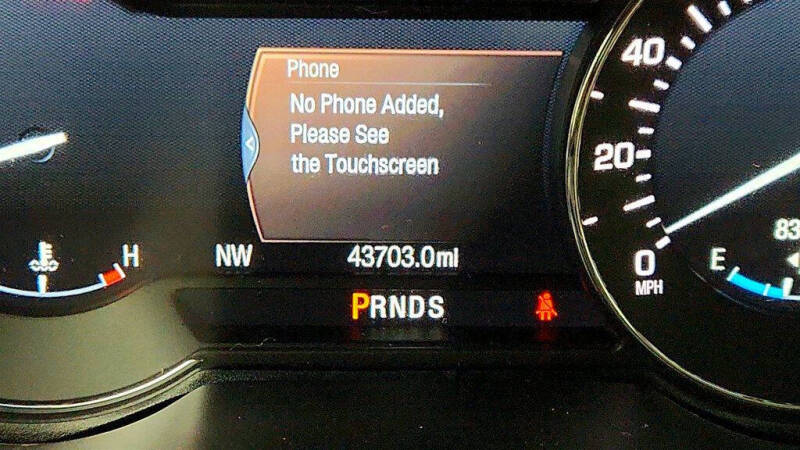 Phone
No Phone Added,
Please See
the Touchscreen
H
NW
43703.0mi
PRNDS
40
20
0
MPH
E